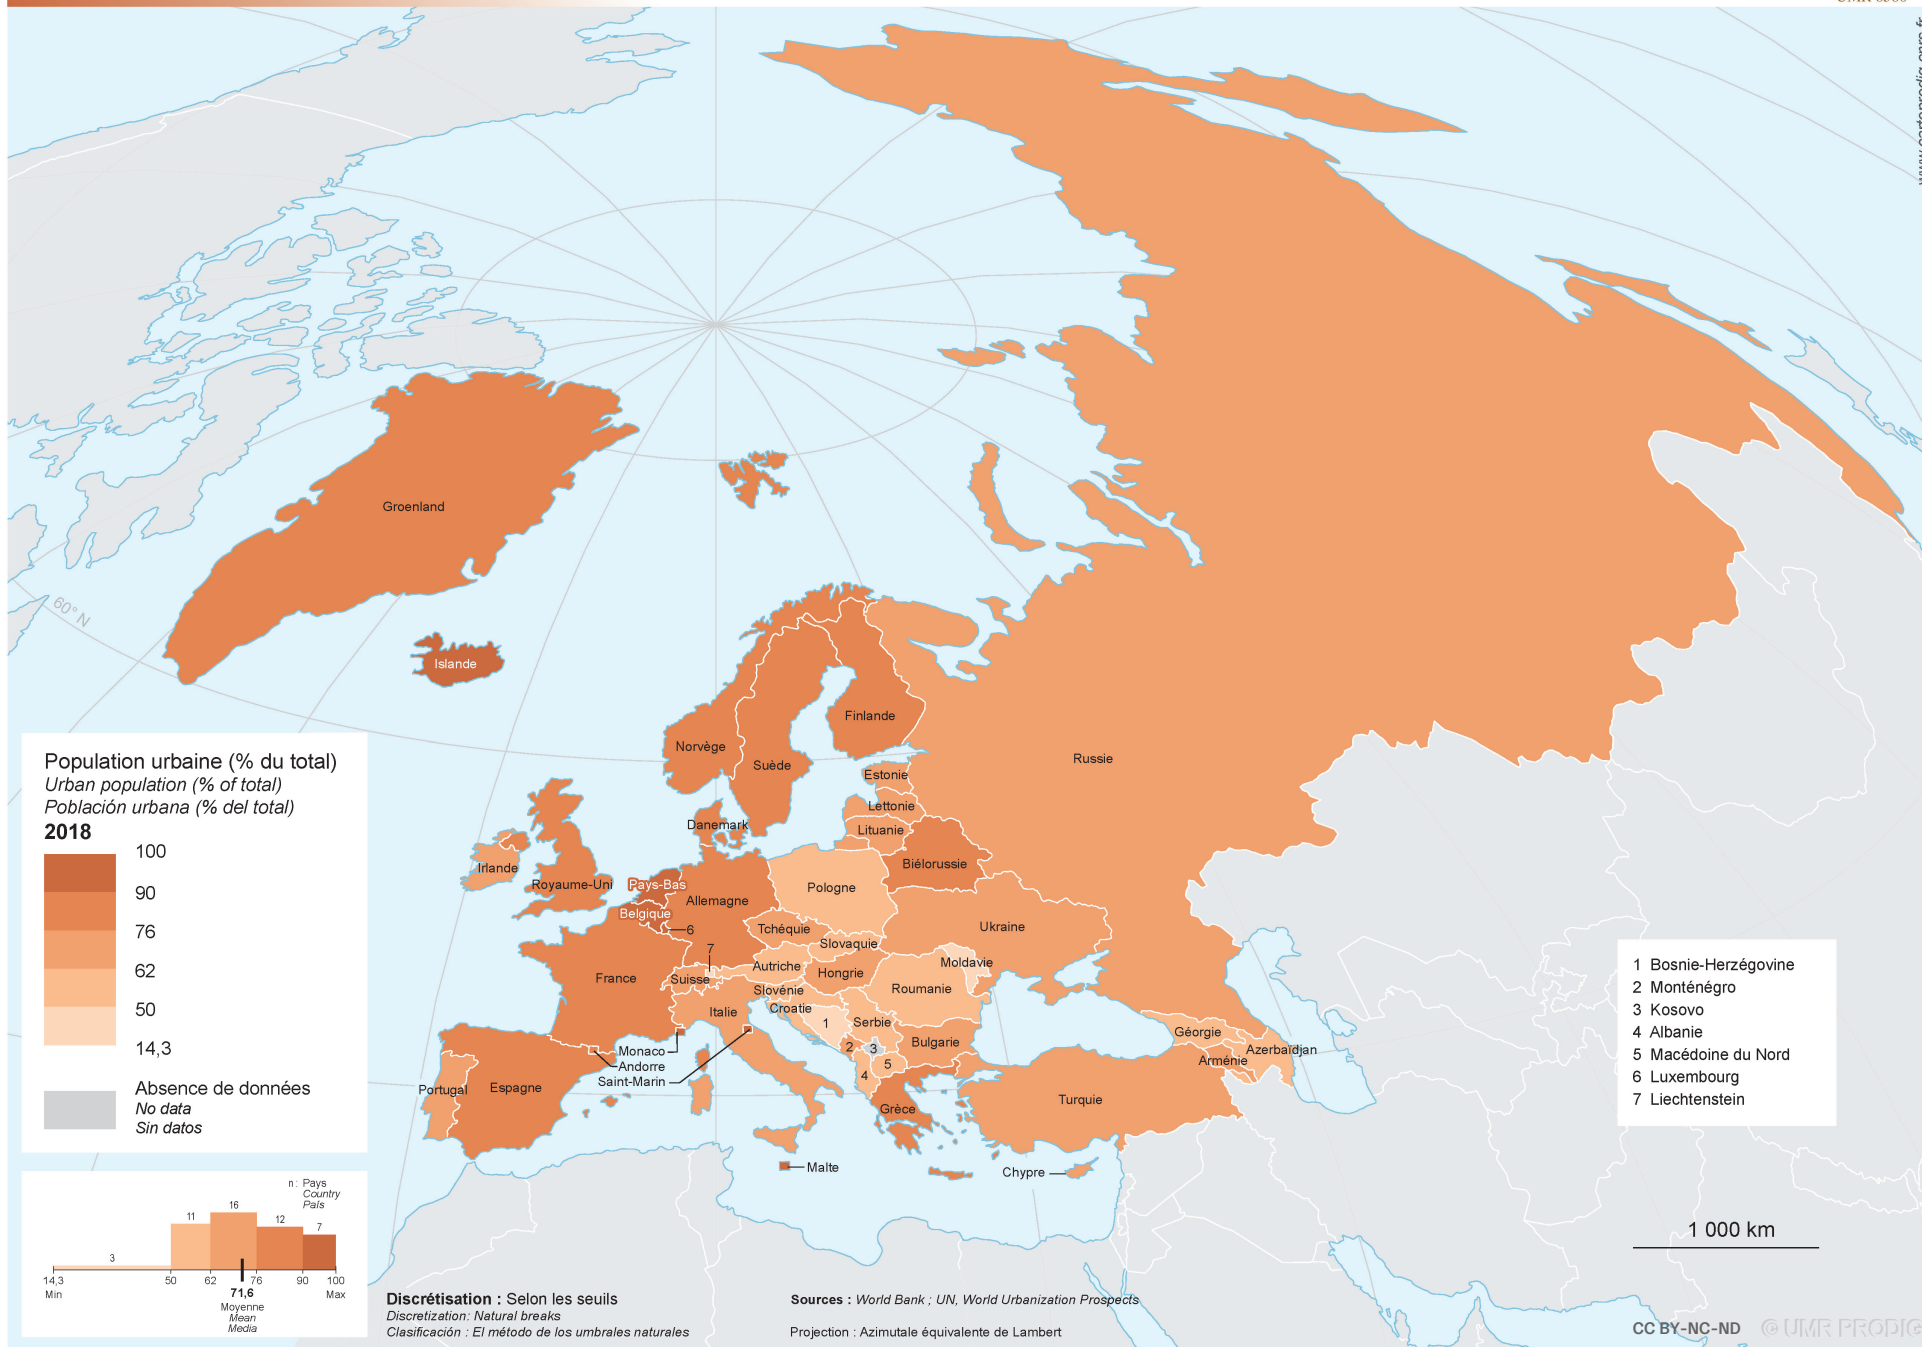 60° N
Groenland
Islande
Norvège
Suède
Finlande
Russie
Estonie
Lettonie
Lituanie
Danemark
Biélorussie
Irlande
Royaume-Uni
Pays-Bas
Allemagne
Pologne
Belgique
6
Tchéquie
Ukraine
Slovaquie
7
Autriche
Moldavie
France
Suisse
Hongrie
Slovénie
Roumanie
Italie
Croatie
1
Serbie
Géorgie
Bulgarie
2
3
Azerbaïdjan
Monaco
Andorre
Saint-Marin
5
4
Arménie
Portugal
Espagne
Grèce
Turquie
Malte
Chypre
Population urbaine (% du total)
Urban population (% of total)
Población urbana (% del total)
2018
100
90
76
62
50
14,3
Absence de données
No data
Sin datos
n : Pays
Country
País
3
11
16
12
7
14,3
50
62
76
90
100
Min
Max
71,6
Moyenne
Mean
Media
1 Bosnie-Herzégovine
2 Monténégro
3 Kosovo
4 Albanie
5 Macédoine du Nord
6 Luxembourg
7 Liechtenstein
1 000 km
Discrétisation : Selon les seuils
Discretization: Natural breaks
Clasificación : El método de los umbrales naturales
Sources : World Bank ; UN, World Urbanization Prospects
Projection : Azimutale équivalente de Lambert
CC BY-NC-ND © UMR PRODIG